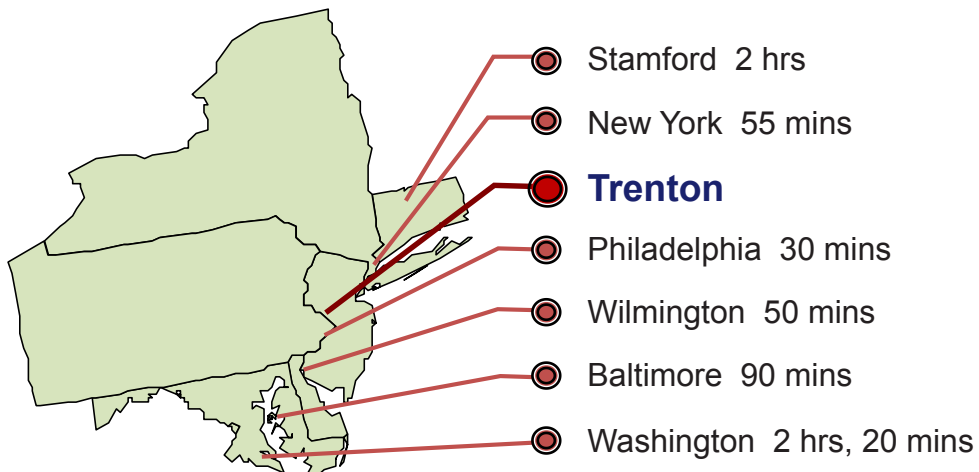 Stamford 2 hrs
New York 55 mins
Trenton
Philadelphia 30 mins
Wilmington 50 mins
Baltimore 90 mins
Washington 2 hrs, 20 mins